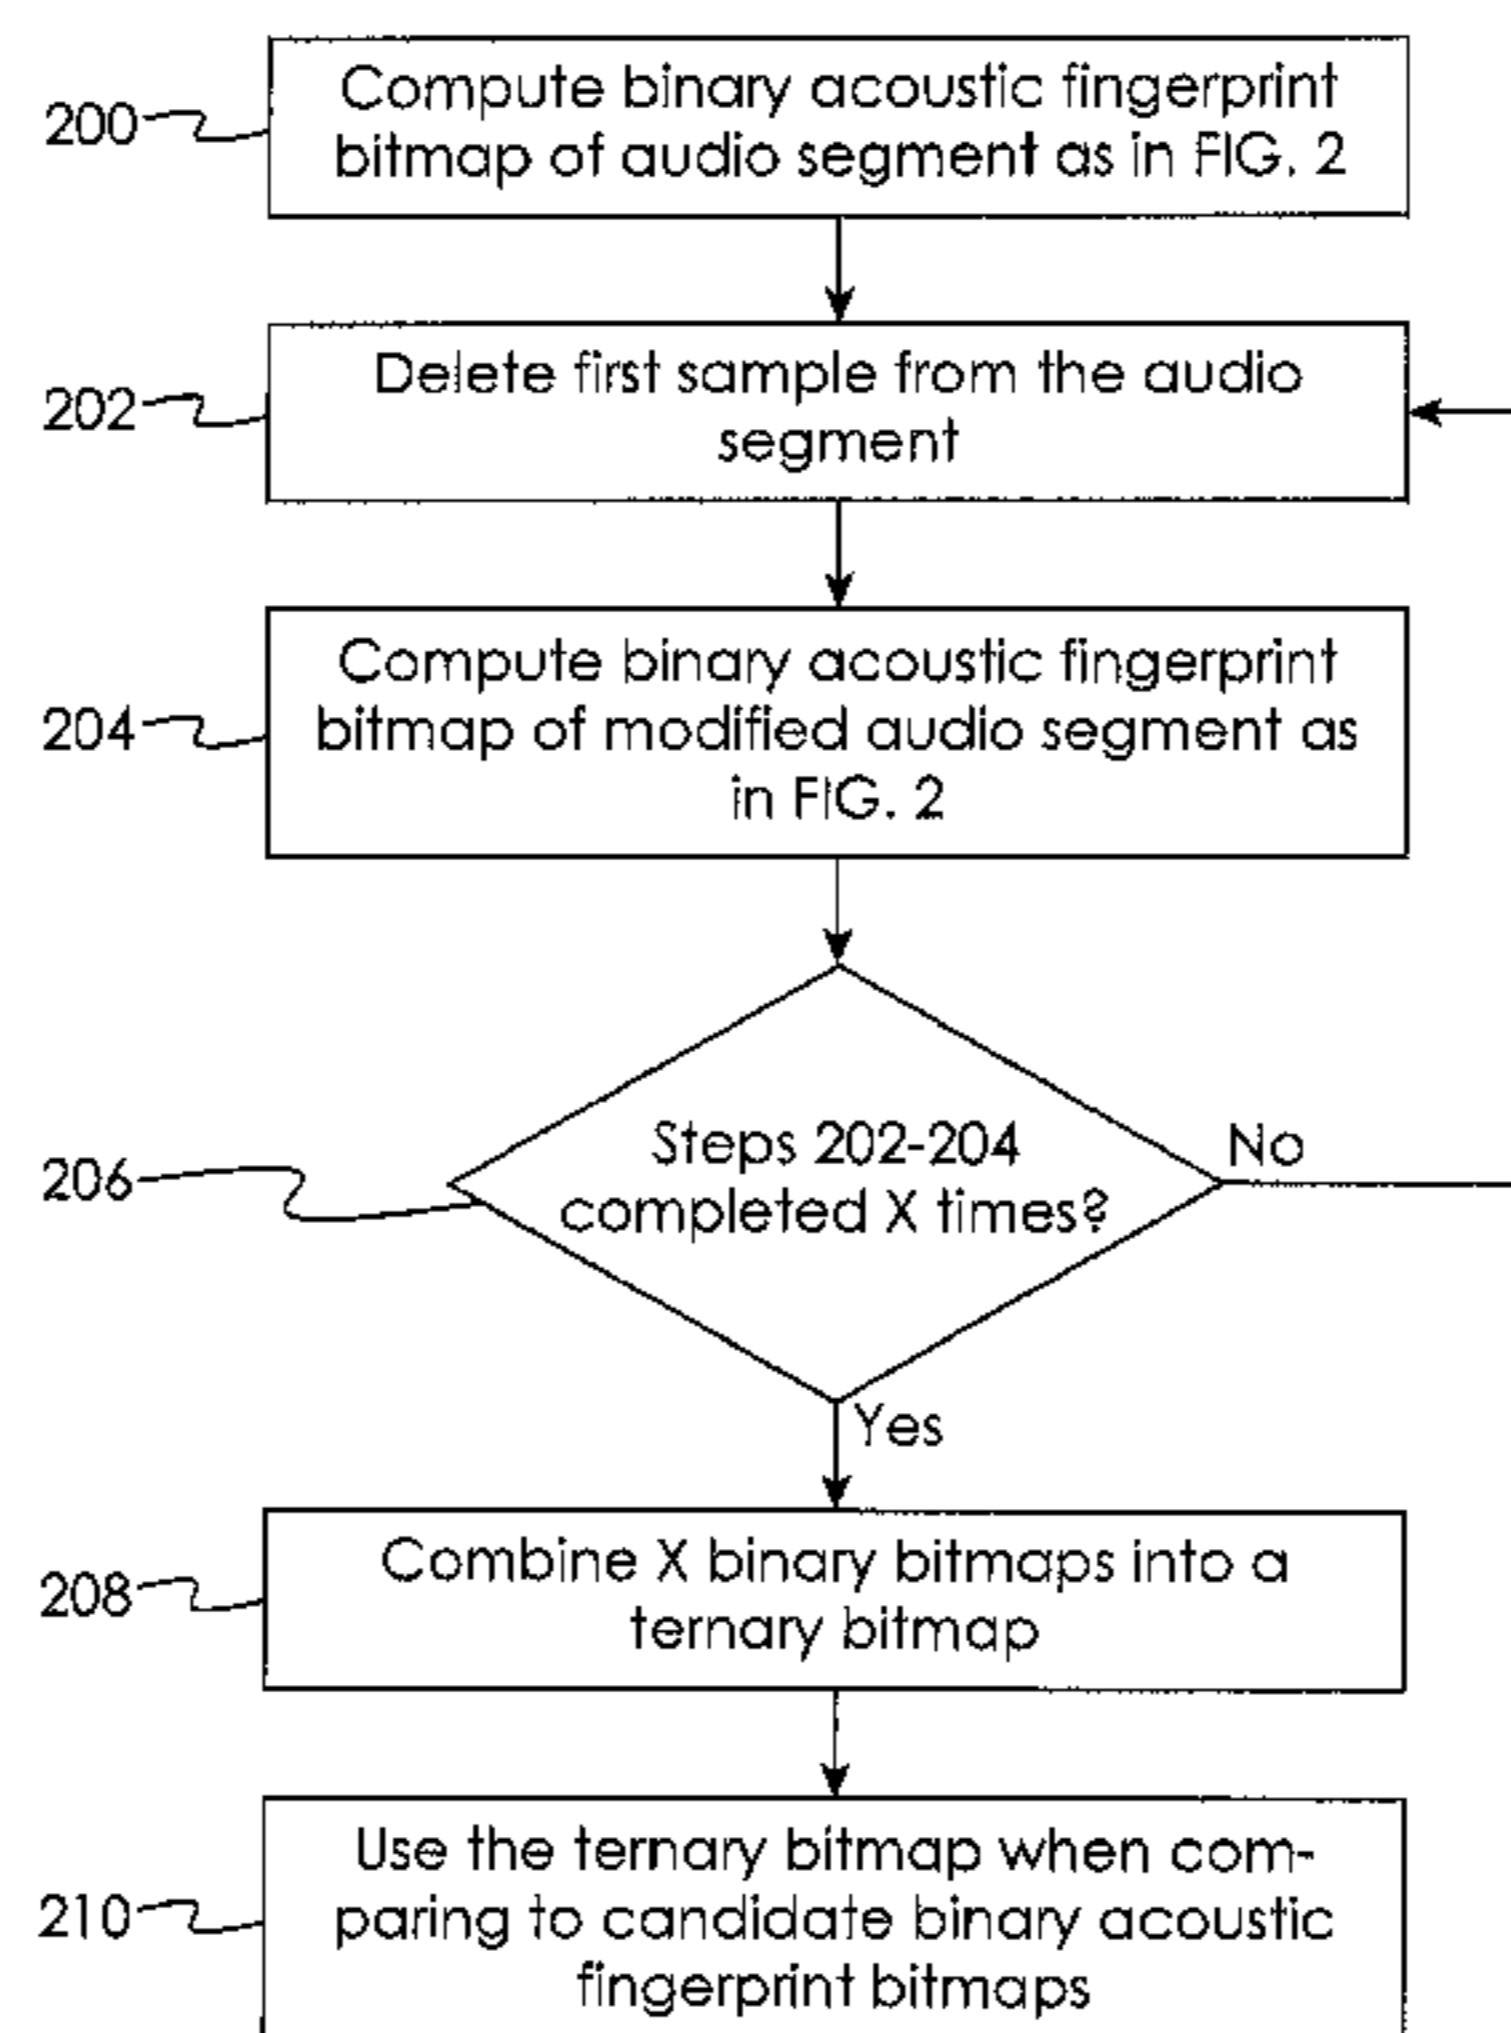 200
Compute binary acoustic fingerprint
bitmap of audio segment as in FIG. 2
202
Delete first sample from the audio
segment
204
Compute binary acoustic fingerprint
bitmap of modified audio segment as
in FIG. 2
206
Steps 202-204
completed X times?
No
Yes
208
Combine X binary bitmaps into a
ternary bitmap
210
Use the ternary bitmap when com-
paring to candidate binary acoustic
fingerprint bitmaps